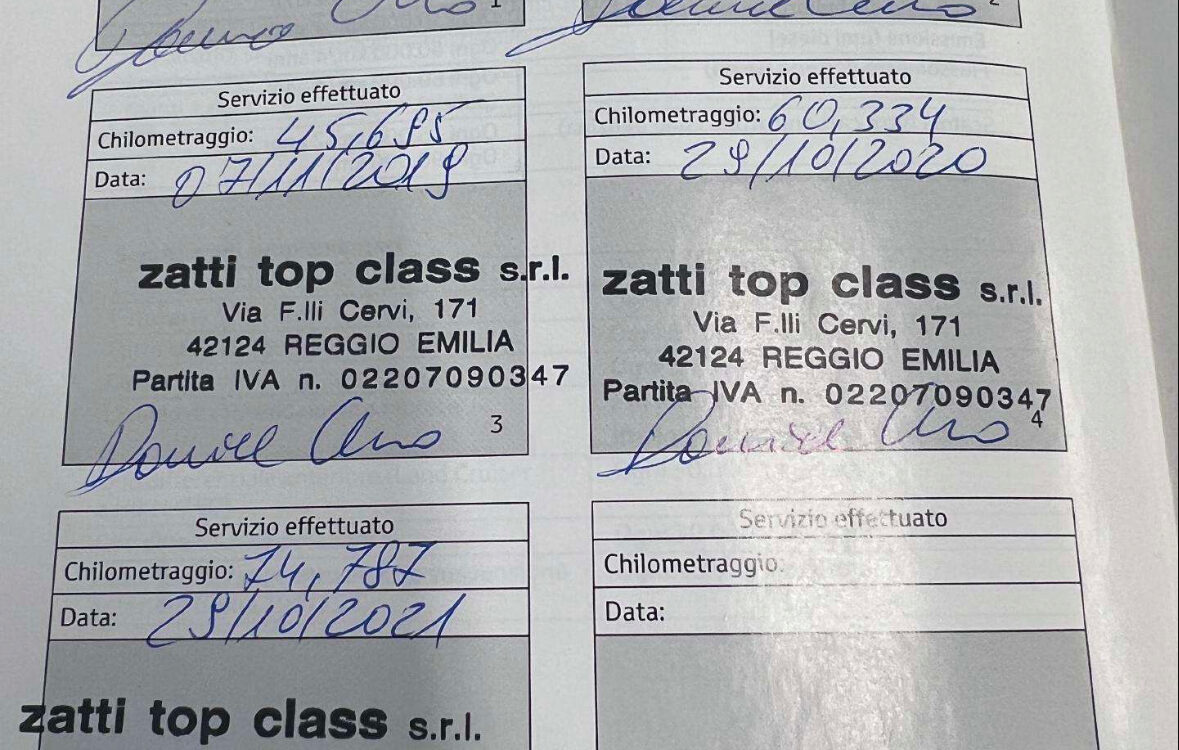 1
2
Servizio effettuato
Chilometraggio: 45,695
Data: 07/11/2019
zatti top class s.r.l.
Via F.lli Cervi, 171
42124 REGGIO EMILIA
Partita IVA n. 02207090347
3
Servizio effettuato
Chilometraggio: 60,334
Data: 29/10/2020
zatti top class s.r.l.
Via F.lli Cervi, 171
42124 REGGIO EMILIA
Partita IVA n. 02207090347
4
Servizio effettuato
Chilometraggio: 74,787
Data: 29/10/2021
zatti top class s.r.l.
Servizio effettuato
Chilometraggio:
Data: